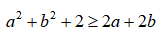 a² + b² + 2 ≥ 2a + 2b